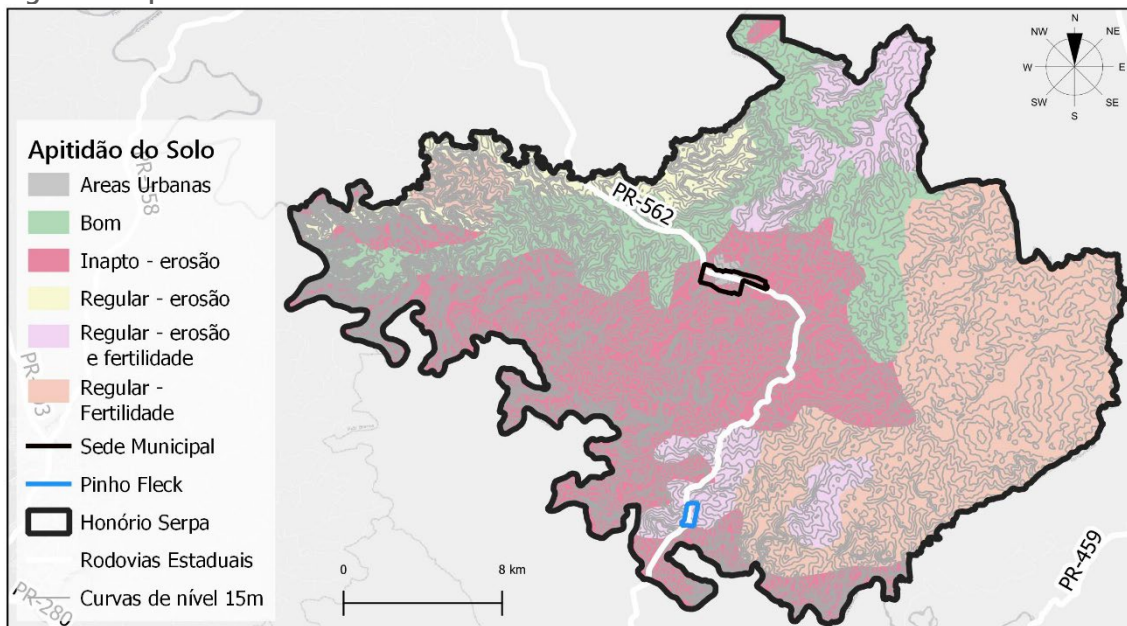 Apitidão do Solo
Areas Urbanas
Bom
Inapto - erosão
Regular - erosão
Regular - erosão
e fertilidade
Regular -
Fertilidade
Sede Municipal
Pinho Fleck
Honório Serpa
Rodovias Estaduais
Curvas de nível 15m
PR-280
0
8 km
PR-562
PR-459
N
NE
E
SE
S
SW
W
NW